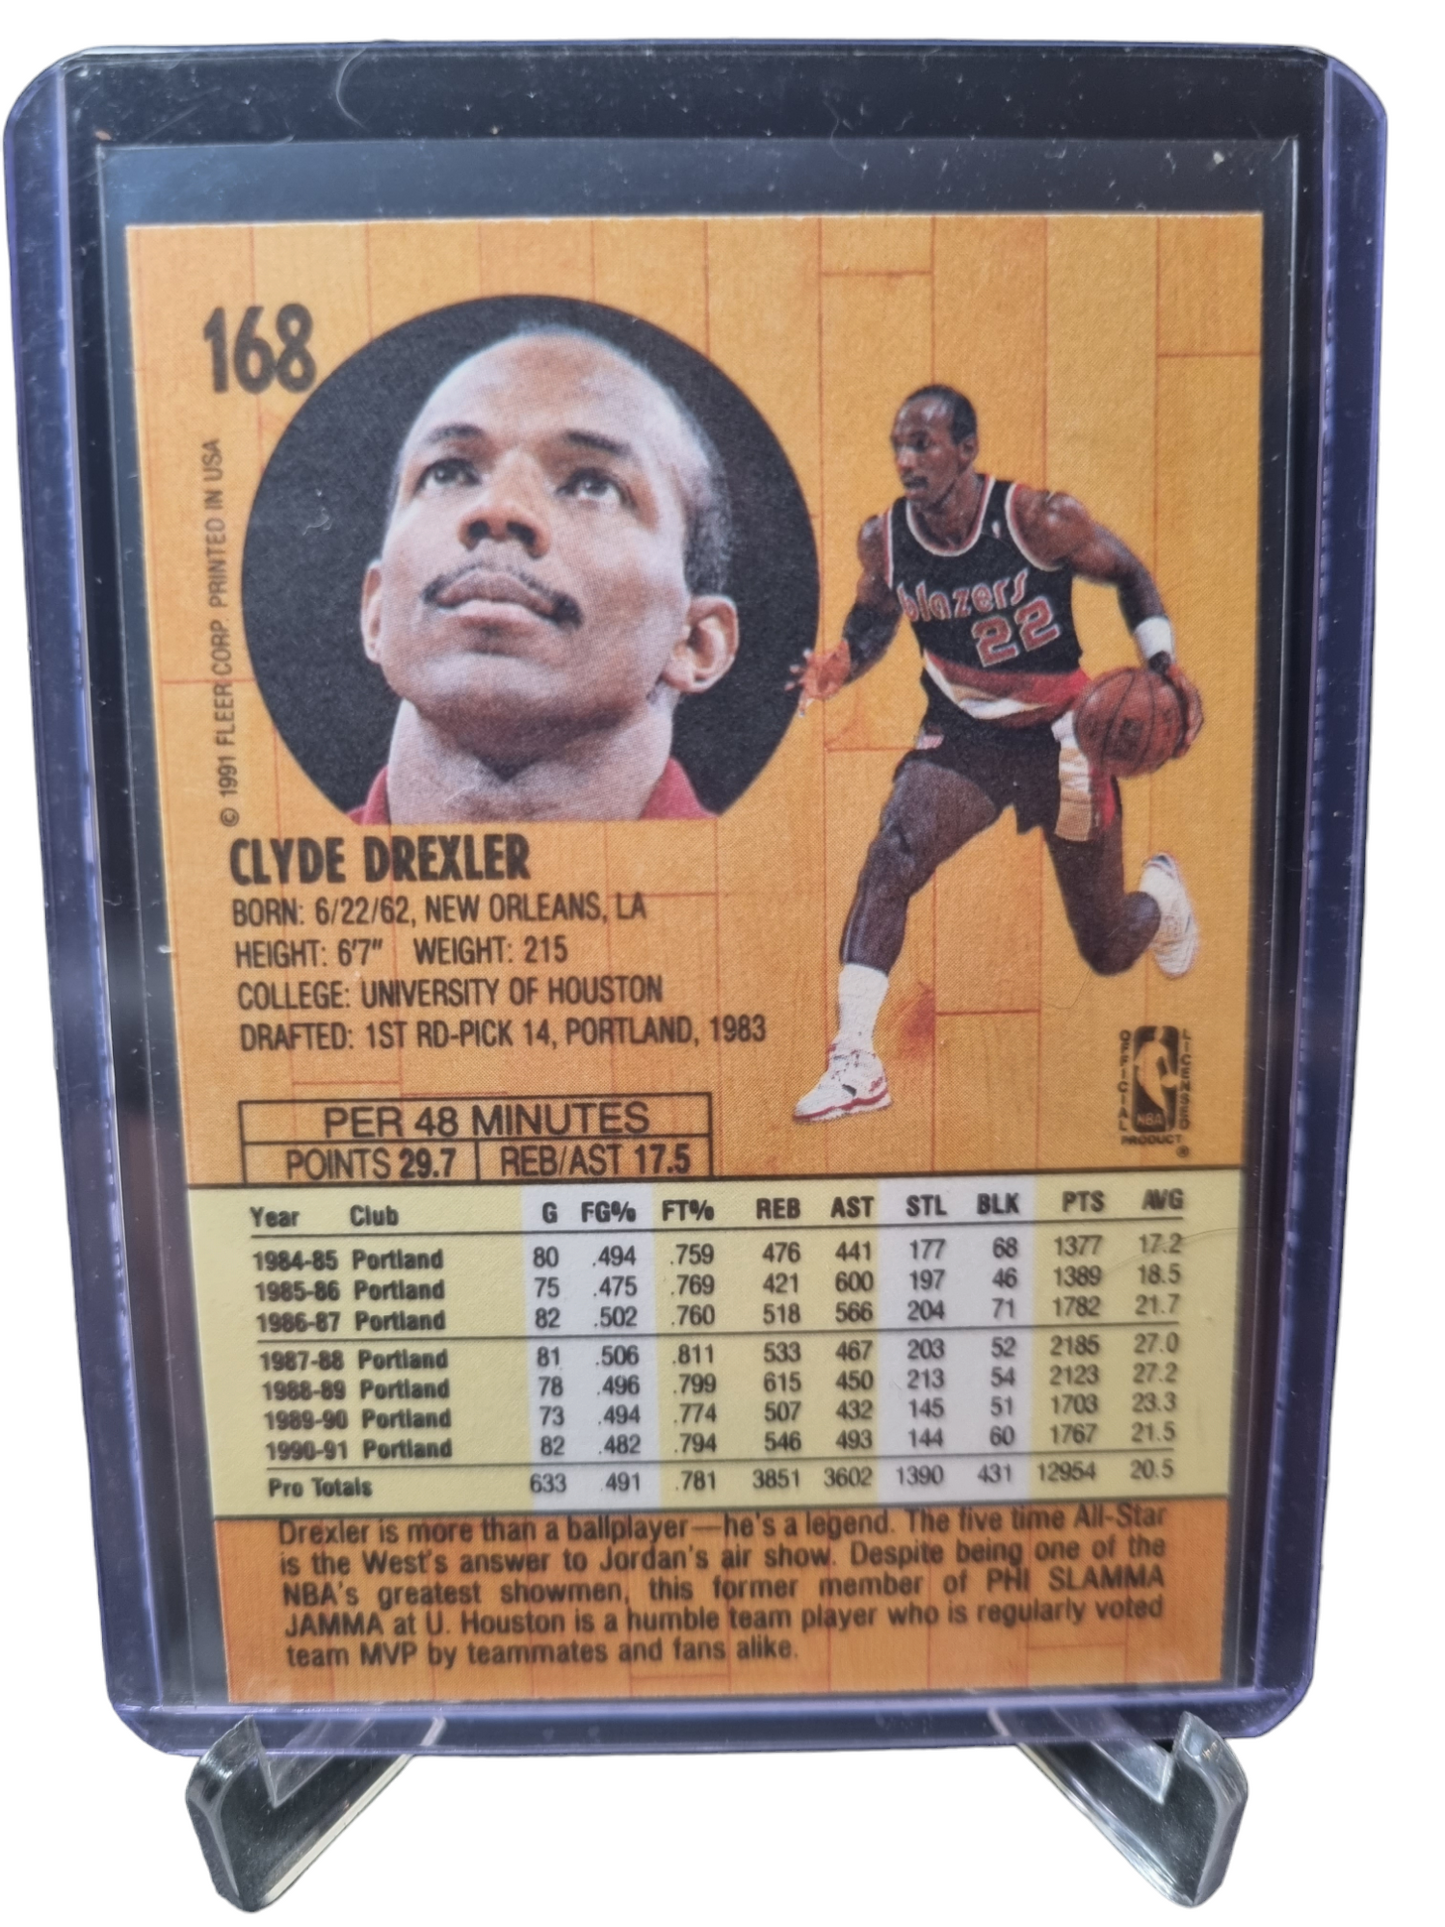 168
© 1991 FLEER CORP. PRINTED IN USA
blazers
22
CLYDE DREXLER
BORN: 6/22/62, NEW ORLEANS, LA
HEIGHT: 6'7" WEIGHT: 215
COLLEGE: UNIVERSITY OF HOUSTON
DRAFTED: 1ST RD-PICK 14, PORTLAND, 1983
OFFICIAL LICENSED
NBA
PRODUCT
®
PER 48 MINUTES
POINTS 29.7 REB/AST 17.5
Year Club G FG% FT% REB AST STL BLK PTS AVG
1984-85 Portland 80 .494 .759 476 441 177 68 1377 17.2
1985-86 Portland 75 .475 .769 421 600 197 46 1389 18.5
1986-87 Portland 82 .502 .760 518 566 204 71 1782 21.7
1987-88 Portland 81 .506 .811 533 467 203 52 2185 27.0
1988-89 Portland 78 .496 .799 615 450 213 54 2123 27.2
1989-90 Portland 73 .494 .774 507 432 145 51 1703 23.3
1990-91 Portland 82 .482 .794 546 493 144 60 1767 21.5
Pro Totals 633 .491 .781 3851 3602 1390 431 12954 20.5
Drexler is more than a ballplayer—he's a legend. The five time All-Star
is the West's answer to Jordan's air show. Despite being one of the
NBA's greatest showmen, this former member of PHI SLAMMA
JAMMA at U. Houston is a humble team player who is regularly voted
team MVP by teammates and fans alike.